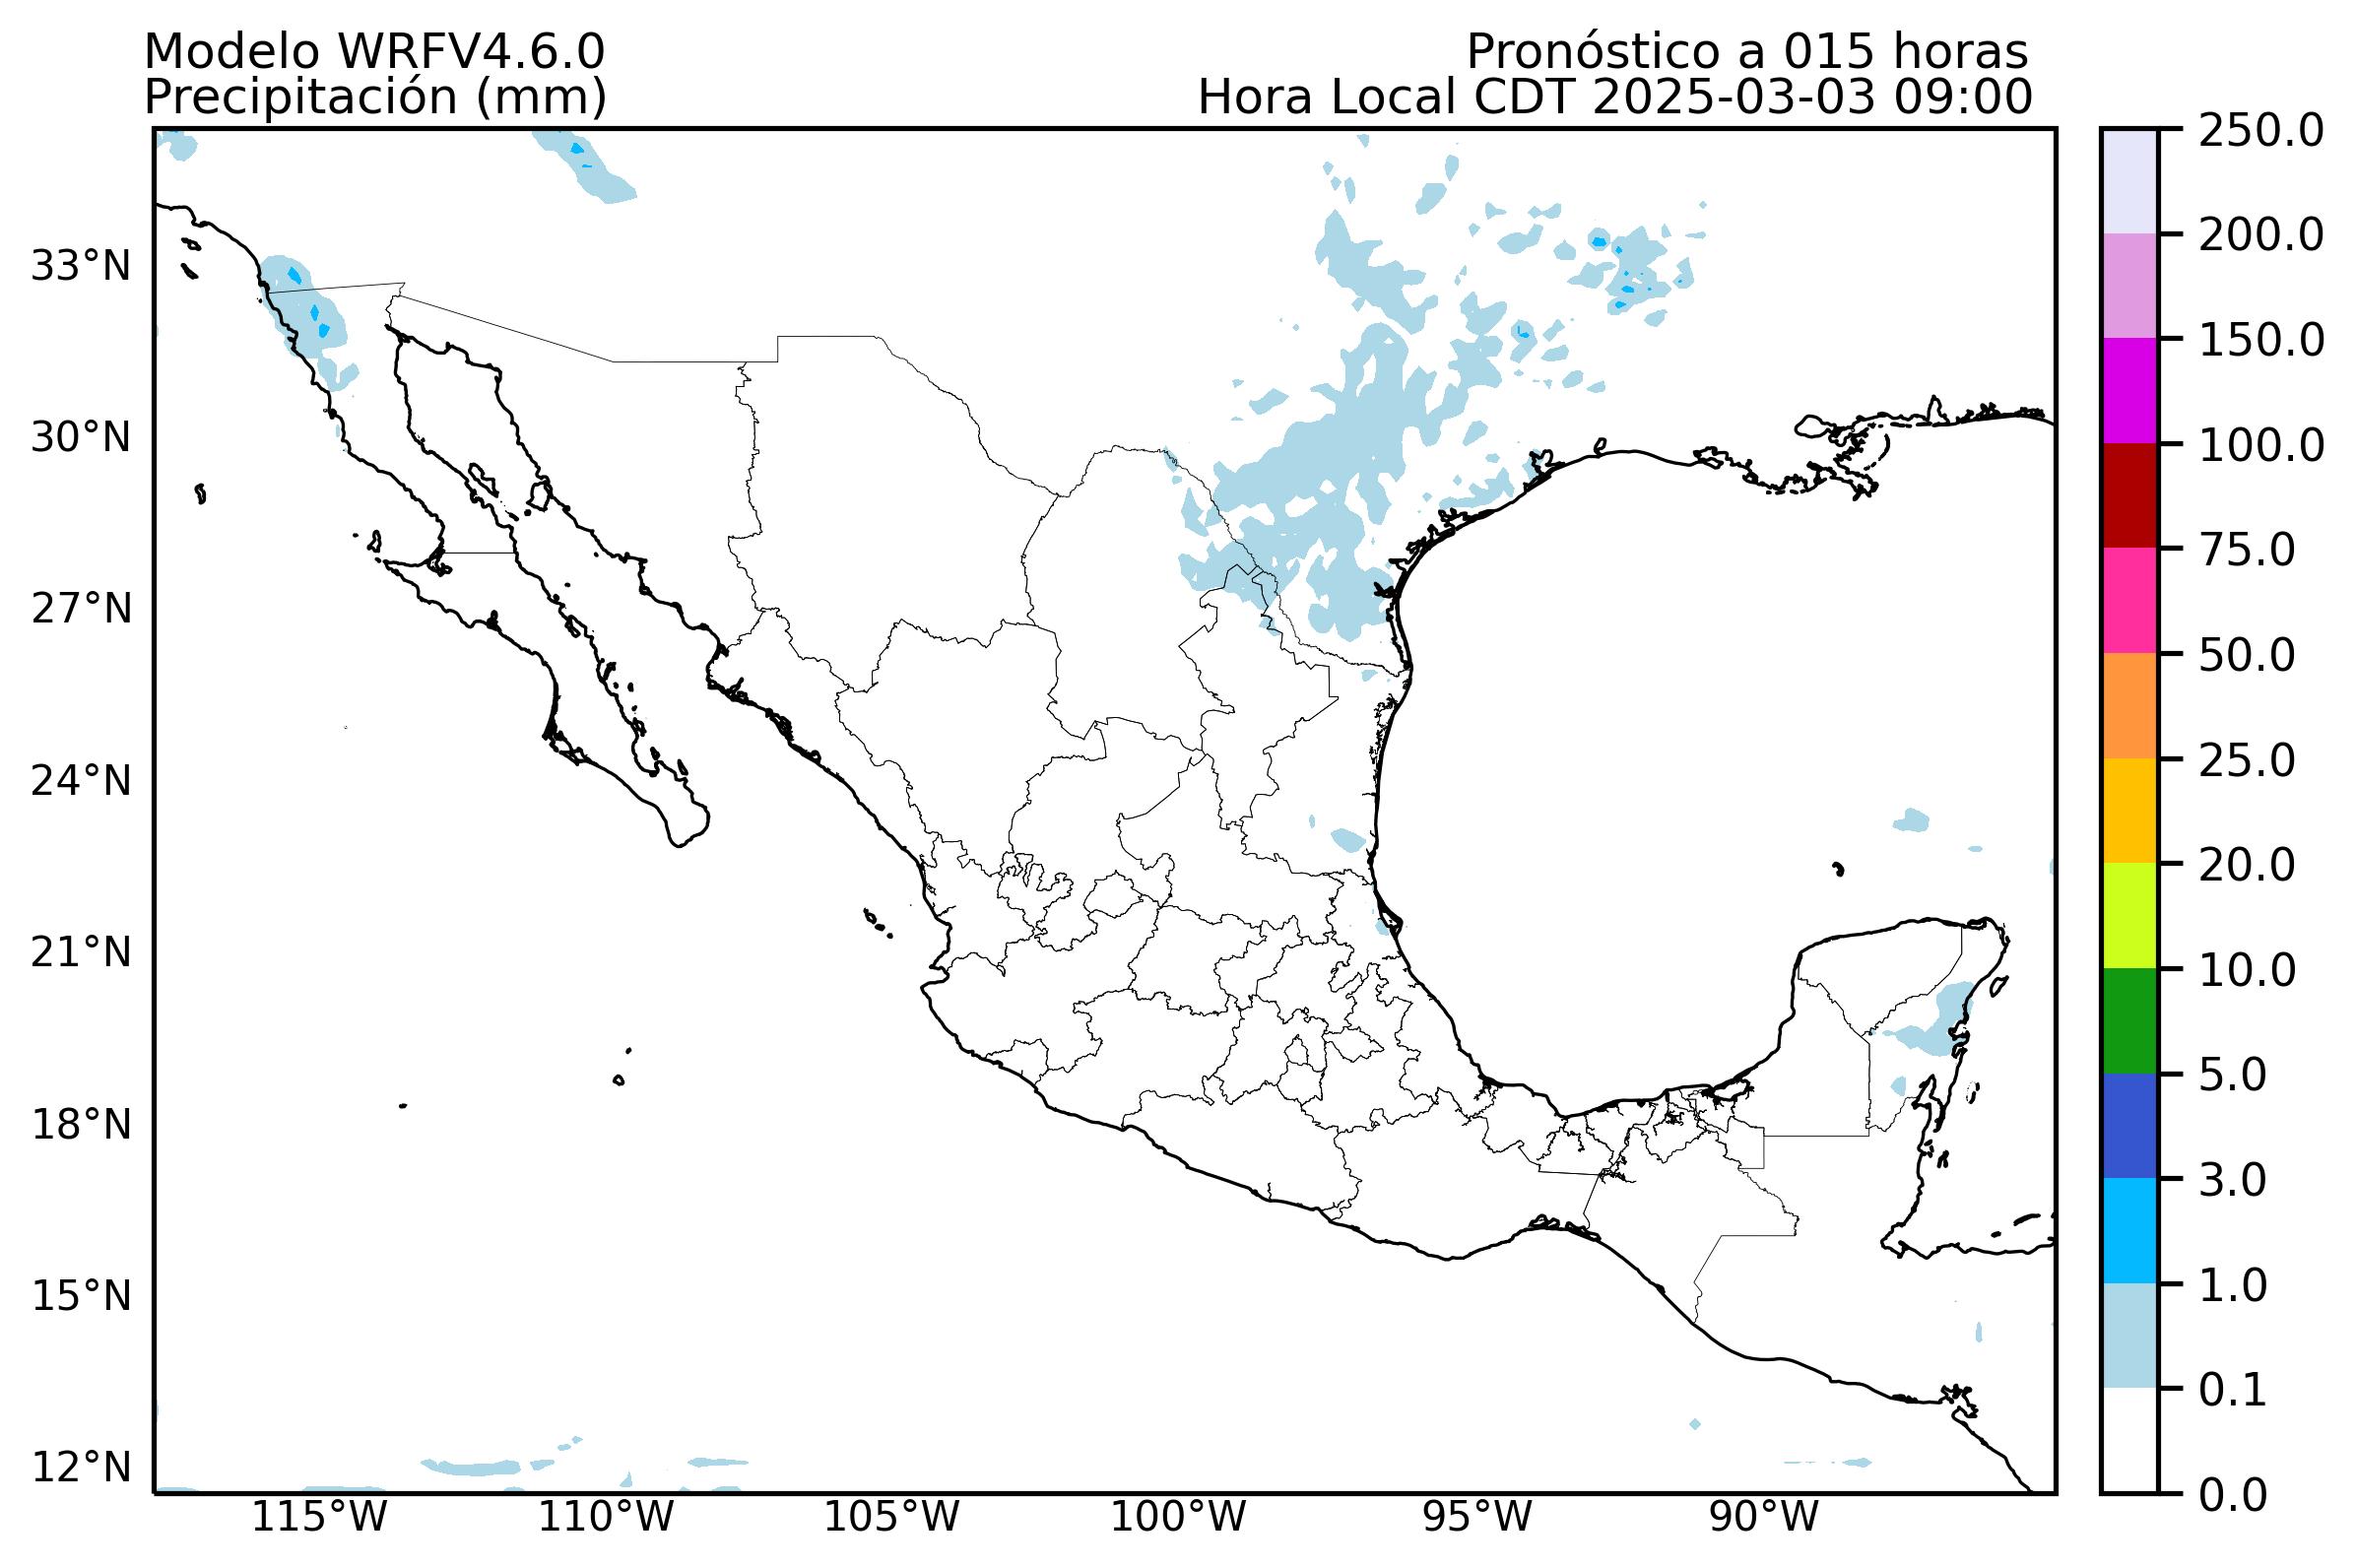 Modelo WRFV4.6.0
Precipitación (mm)
Pronóstico a 015 horas
Hora Local CDT 2025-03-03 09:00
33°N
30°N
27°N
24°N
21°N
18°N
15°N
12°N
115°W
110°W
105°W
100°W
95°W
90°W
250.0
200.0
150.0
100.0
75.0
50.0
25.0
20.0
10.0
5.0
3.0
1.0
0.1
0.0